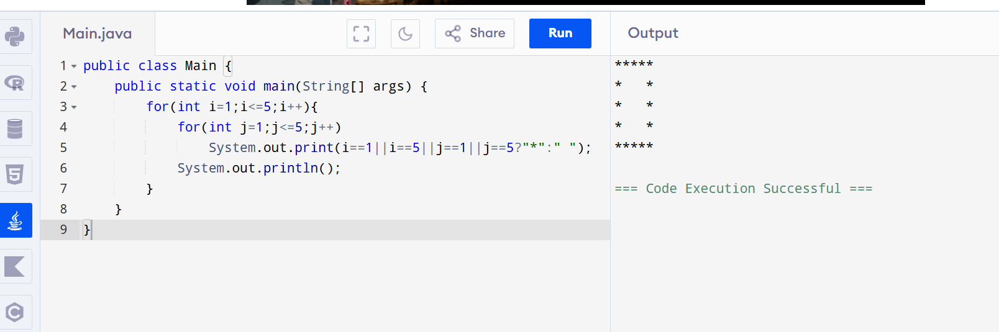 Main.java
Share
Run
Output
1 public class Main {
2     public static void main(String[] args) {
3         for(int i=1;i<=5;i++){
4             for(int j=1;j<=5;j++)
5                 System.out.print(i==1||i==5||j==1||j==5?"*":" ");
6             System.out.println();
7         }
8     }
9 }
*****
*   *
*   *
*   *
*****
=== Code Execution Successful ===
R
5
C